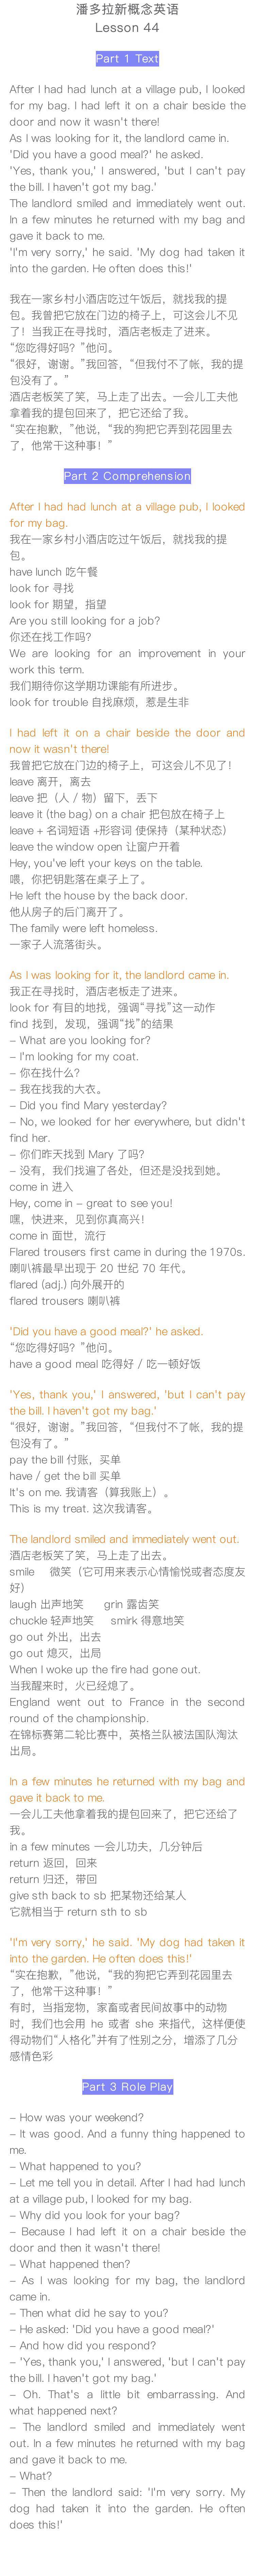 潘多拉新概念英语
Lesson 44
Part 1 Text
After I had had lunch at a village pub, I looked
for my bag. I had left it on a chair beside the
door and now it wasn't there!
As I was looking for it, the landlord came in.
'Did you have a good meal?' he asked.
'Yes, thank you,' I answered, 'but I can't pay
the bill. I haven't got my bag.'
The landlord smiled and immediately went out.
In a few minutes he returned with my bag and
gave it back to me.
'I'm very sorry,' he said. 'My dog had taken it
into the garden. He often does this!'
我在一家乡村小酒店吃过午饭后，就找我的提
包。我曾把它放在门边的椅子上，可这会儿不见
了！当我正在寻找时，酒店老板走了进来。
“您吃得好吗？”他问。
“很好，谢谢。”我回答，“但我付不了帐，我的提
包没有了。”
酒店老板笑了笑，马上走了出去。一会儿工夫他
拿着我的提包回来了，把它还给了我。
“实在抱歉，”他说，“我的狗把它弄到花园里去
了，他常干这种事！”
Part 2 Comprehension
After I had had lunch at a village pub, I looked
for my bag.
我在一家乡村小酒店吃过午饭后，就找我的提
包。
have lunch 吃午餐
look for 寻找
look for 期望，指望
Are you still looking for a job?
你还在找工作吗？
We are looking for an improvement in your
work this term.
我们期待你这学期功课能有所进步。
look for trouble 自找麻烦，惹是生非
I had left it on a chair beside the door and
now it wasn't there!
我曾把它放在门边的椅子上，可这会儿不见了！
leave 离开，离去
leave 把（人 / 物）留下，丢下
leave it (the bag) on a chair 把包放在椅子上
leave + 名词短语 +形容词 使保持（某种状态）
leave the window open 让窗户开着
Hey, you've left your keys on the table.
喂，你把钥匙落在桌子上了。
He left the house by the back door.
他从房子的后门离开了。
The family were left homeless.
一家子人流落街头。
As I was looking for it, the landlord came in.
我正在寻找时，酒店老板走了进来。
look for 有目的地找，强调“寻找”这一动作
find 找到，发现，强调“找”的结果
– What are you looking for?
– I'm looking for my coat.
– 你在找什么？
– 我在找我的大衣。
– Did you find Mary yesterday?
– No, we looked for her everywhere, but didn't
find her.
– 你们昨天找到 Mary 了吗？
– 没有，我们找遍了各处，但还是没找到她。
come in 进入
Hey, come in – great to see you!
嘿，快进来，见到你真高兴！
come in 面世，流行
Flared trousers first came in during the 1970s.
喇叭裤最早出现于 20 世纪 70 年代。
flared (adj.) 向外展开的
flared trousers 喇叭裤
'Did you have a good meal?' he asked.
“您吃得好吗？”他问。
have a good meal 吃得好 / 吃一顿好饭
'Yes, thank you,' I answered, 'but I can't pay
the bill. I haven't got my bag.'
“很好，谢谢。”我回答，“但我付不了帐，我的提
包没有了。”
pay the bill 付账，买单
have / get the bill 买单
It's on me. 我请客（算我账上）。
This is my treat. 这次我请客。
The landlord smiled and immediately went out.
酒店老板笑了笑，马上走了出去。
smile 微笑（它可用来表示心情愉悦或者态度友
好）
laugh 出声地笑 grin 露齿笑
chuckle 轻声地笑 smirk 得意地笑
go out 外出，出去
go out 熄灭，出局
When I woke up the fire had gone out.
当我醒来时，火已经熄了。
England went out to France in the second
round of the championship.
在锦标赛第二轮比赛中，英格兰队被法国队淘汰
出局。
In a few minutes he returned with my bag and
gave it back to me.
一会儿工夫他拿着我的提包回来了，把它还给了
我。
in a few minutes 一会儿功夫，几分钟后
return 返回，回来
return 归还，带回
give sth back to sb 把某物还给某人
它就相当于 return sth to sb
'I'm very sorry,' he said. 'My dog had taken it
into the garden. He often does this!'
“实在抱歉，”他说，“我的狗把它弄到花园里去
了，他常干这种事！”
有时，当指宠物，家畜或者民间故事中的动物
时，我们也会用 he 或者 she 来指代，这样便使
得动物们“人格化”并有了性别之分，增添了几分
感情色彩
Part 3 Role Play
– How was your weekend?
– It was good. And a funny thing happened to
me.
– What happened to you?
– Let me tell you in detail. After I had had lunch
at a village pub, I looked for my bag.
– Why did you look for your bag?
– Because I had left it on a chair beside the
door and then it wasn't there!
– What happened then?
– As I was looking for my bag, the landlord
came in.
– Then what did he say to you?
– He asked: 'Did you have a good meal?'
– And how did you respond?
– 'Yes, thank you,' I answered, 'but I can't pay
the bill. I haven't got my bag.'
– Oh. That's a little bit embarrassing. And
what happened next?
– The landlord smiled and immediately went
out. In a few minutes he returned with my bag
and gave it back to me.
– What?
– Then the landlord said: 'I'm very sorry. My
dog had taken it into the garden. He often
does this!'